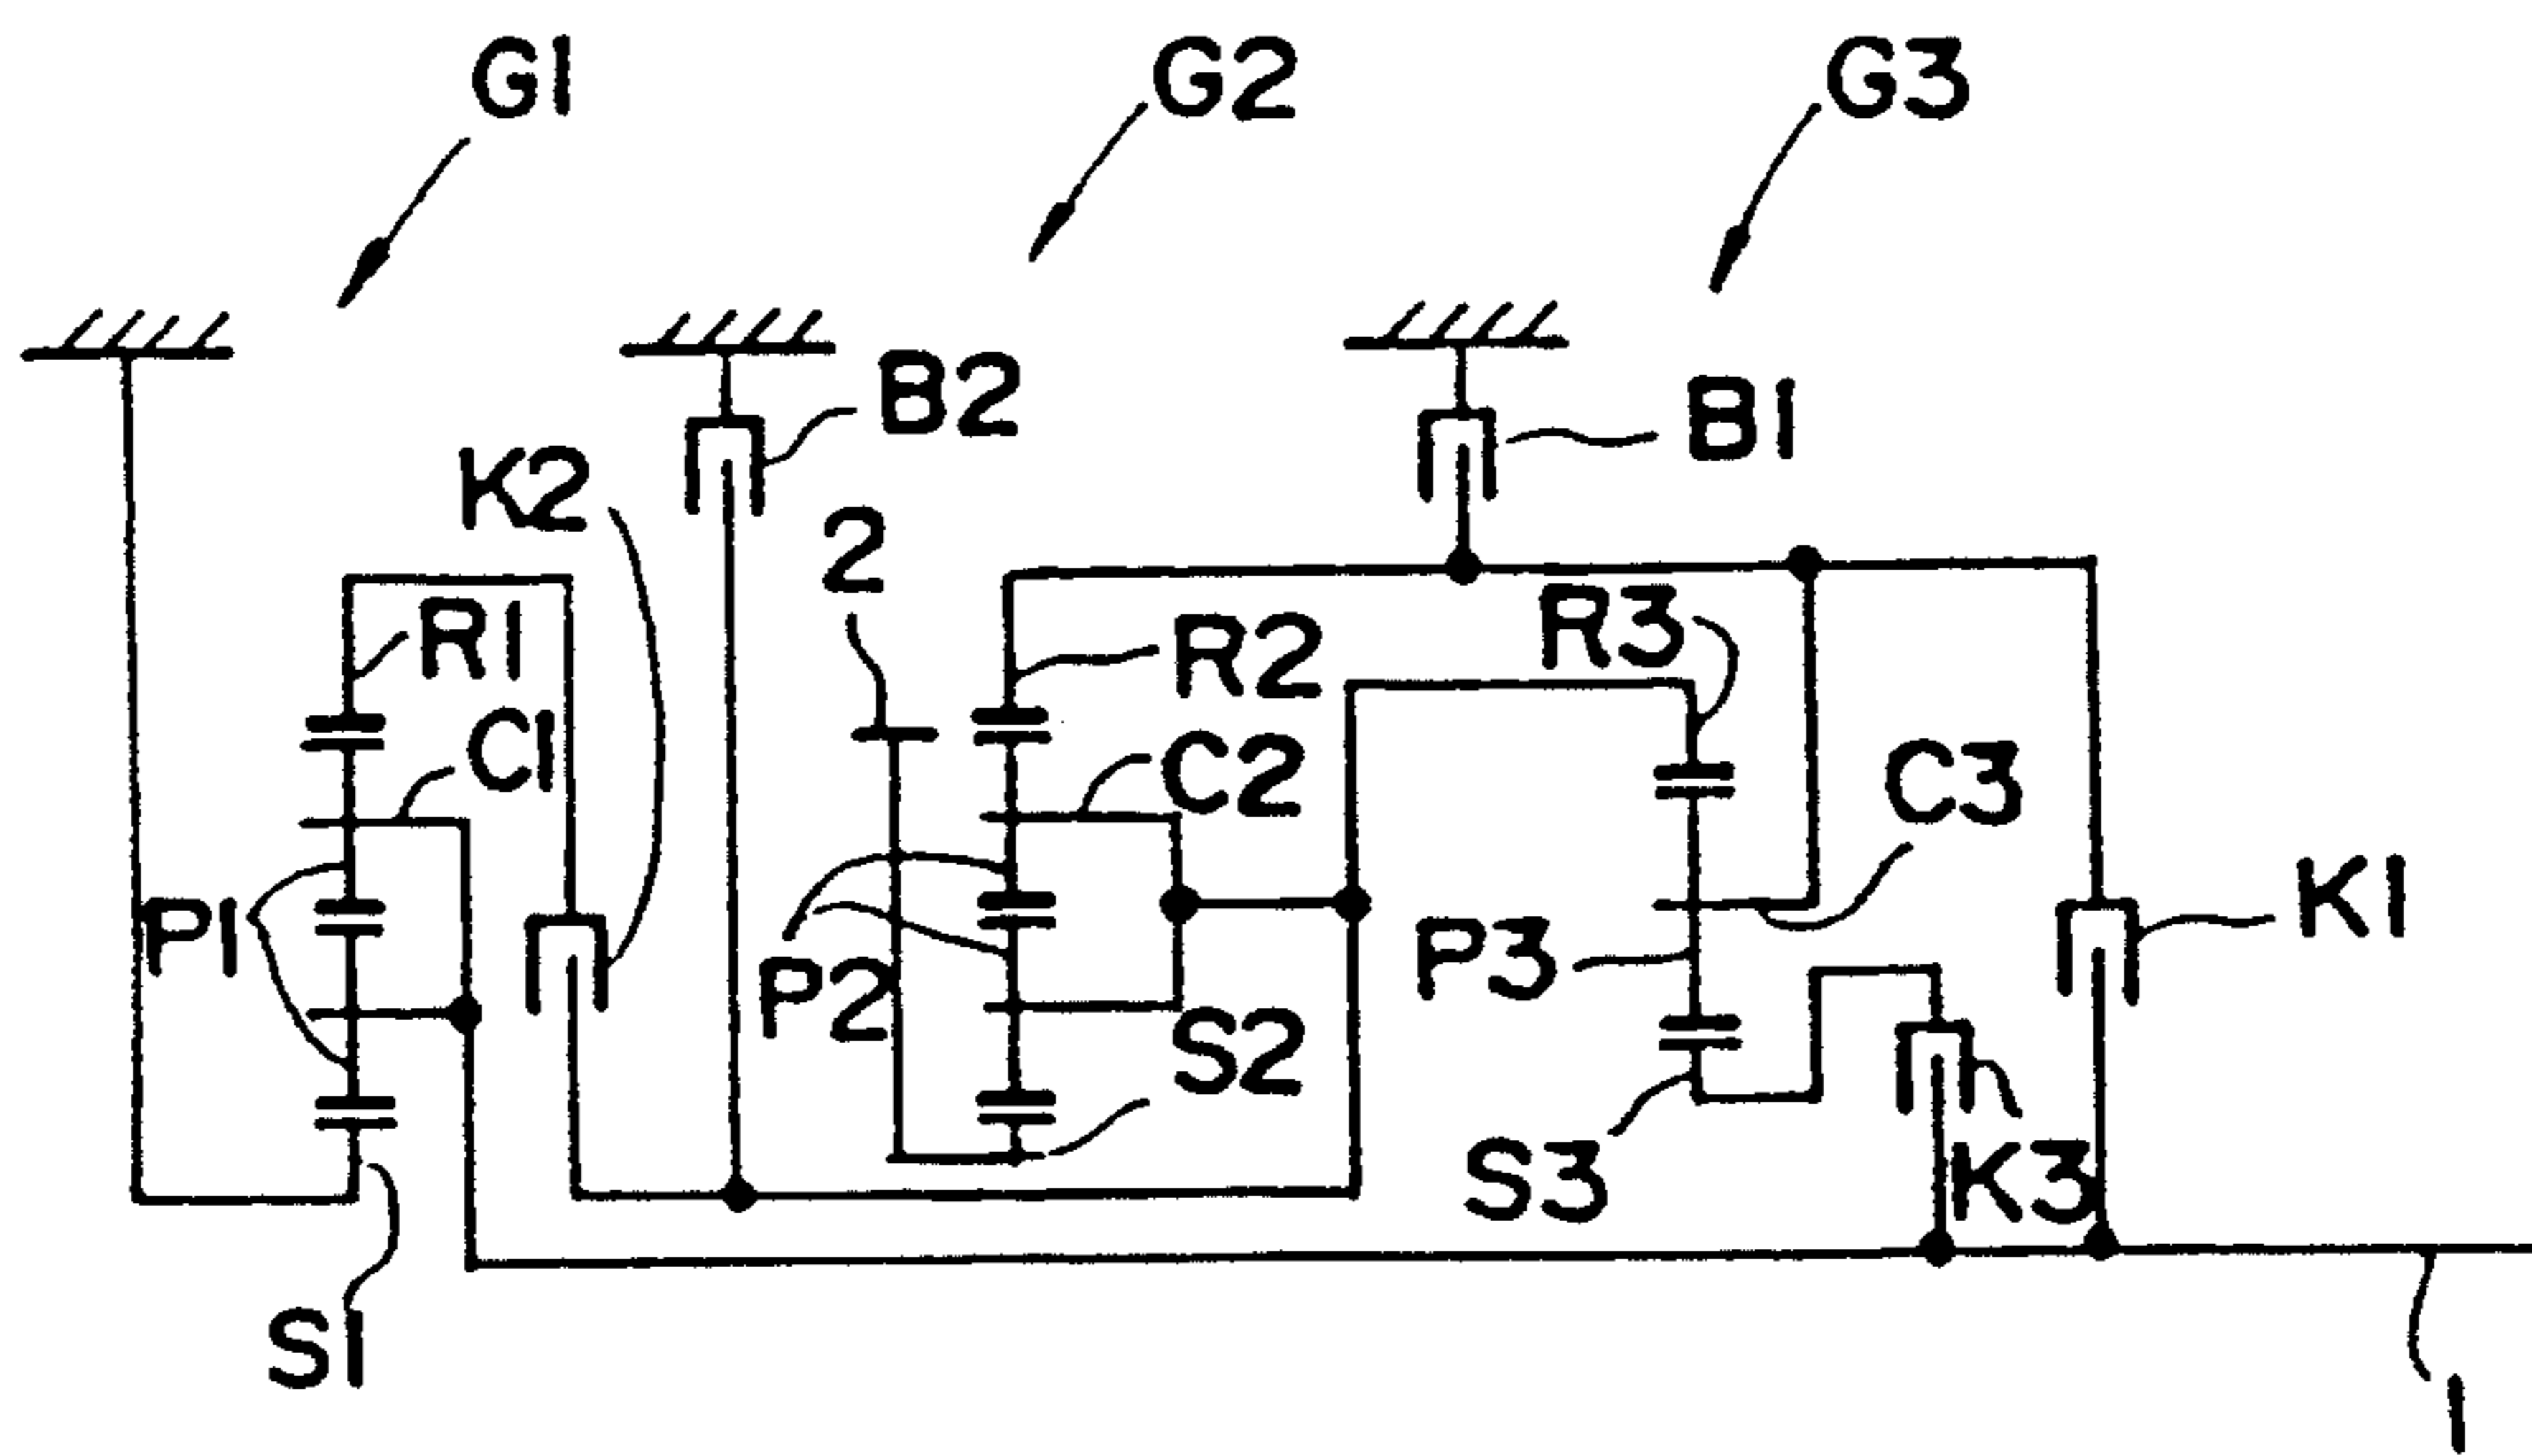 G1 G2 G3
B2 B1
K2
2
R1 R2 R3
C1 C2 C3
K1
P1 P2 P3
S2
S3 K3
S1
1